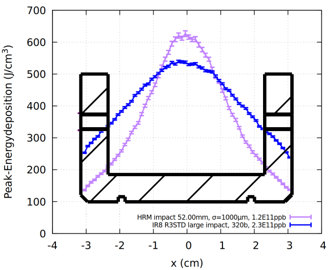 700
600
500
400
300
200
100
0
Peak-Energydeposition (J/cm³)
HRM impact 52.00mm, σ=1000μm, 1.2E11ppb
IR8 R3STD large impact, 320b, 2.3E11ppb
-4 -3 -2 -1 0 1 2 3 4
x (cm)